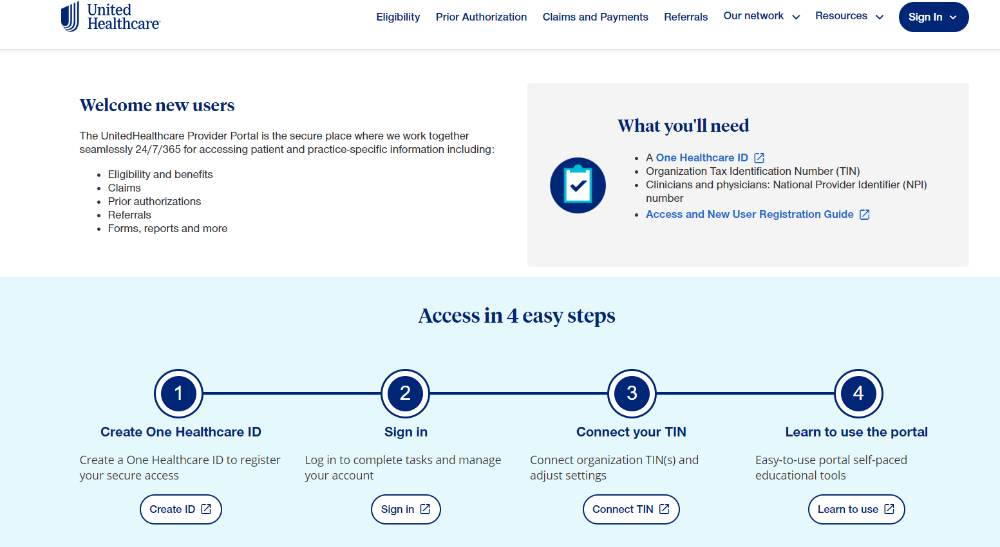 United
Healthcare
Eligibility
Prior Authorization
Claims and Payments
Referrals
Our network
Resources
Sign In
Welcome new users
The UnitedHealthcare Provider Portal is the secure place where we work together
seamlessly 24/7/365 for accessing patient and practice-specific information including:
• Eligibility and benefits
• Claims
• Prior authorizations
• Referrals
• Forms, reports and more
What you'll need
• A One Healthcare ID
• Organization Tax Identification Number (TIN)
• Clinicians and physicians: National Provider Identifier (NPI)
number
• Access and New User Registration Guide
Access in 4 easy steps
1
Create One Healthcare ID
Create a One Healthcare ID to register
your secure access
Create ID
2
Sign in
Log in to complete tasks and manage
your account
Sign in
3
Connect your TIN
Connect organization TIN(s) and
adjust settings
Connect TIN
4
Learn to use the portal
Easy-to-use portal self-paced
educational tools
Learn to use